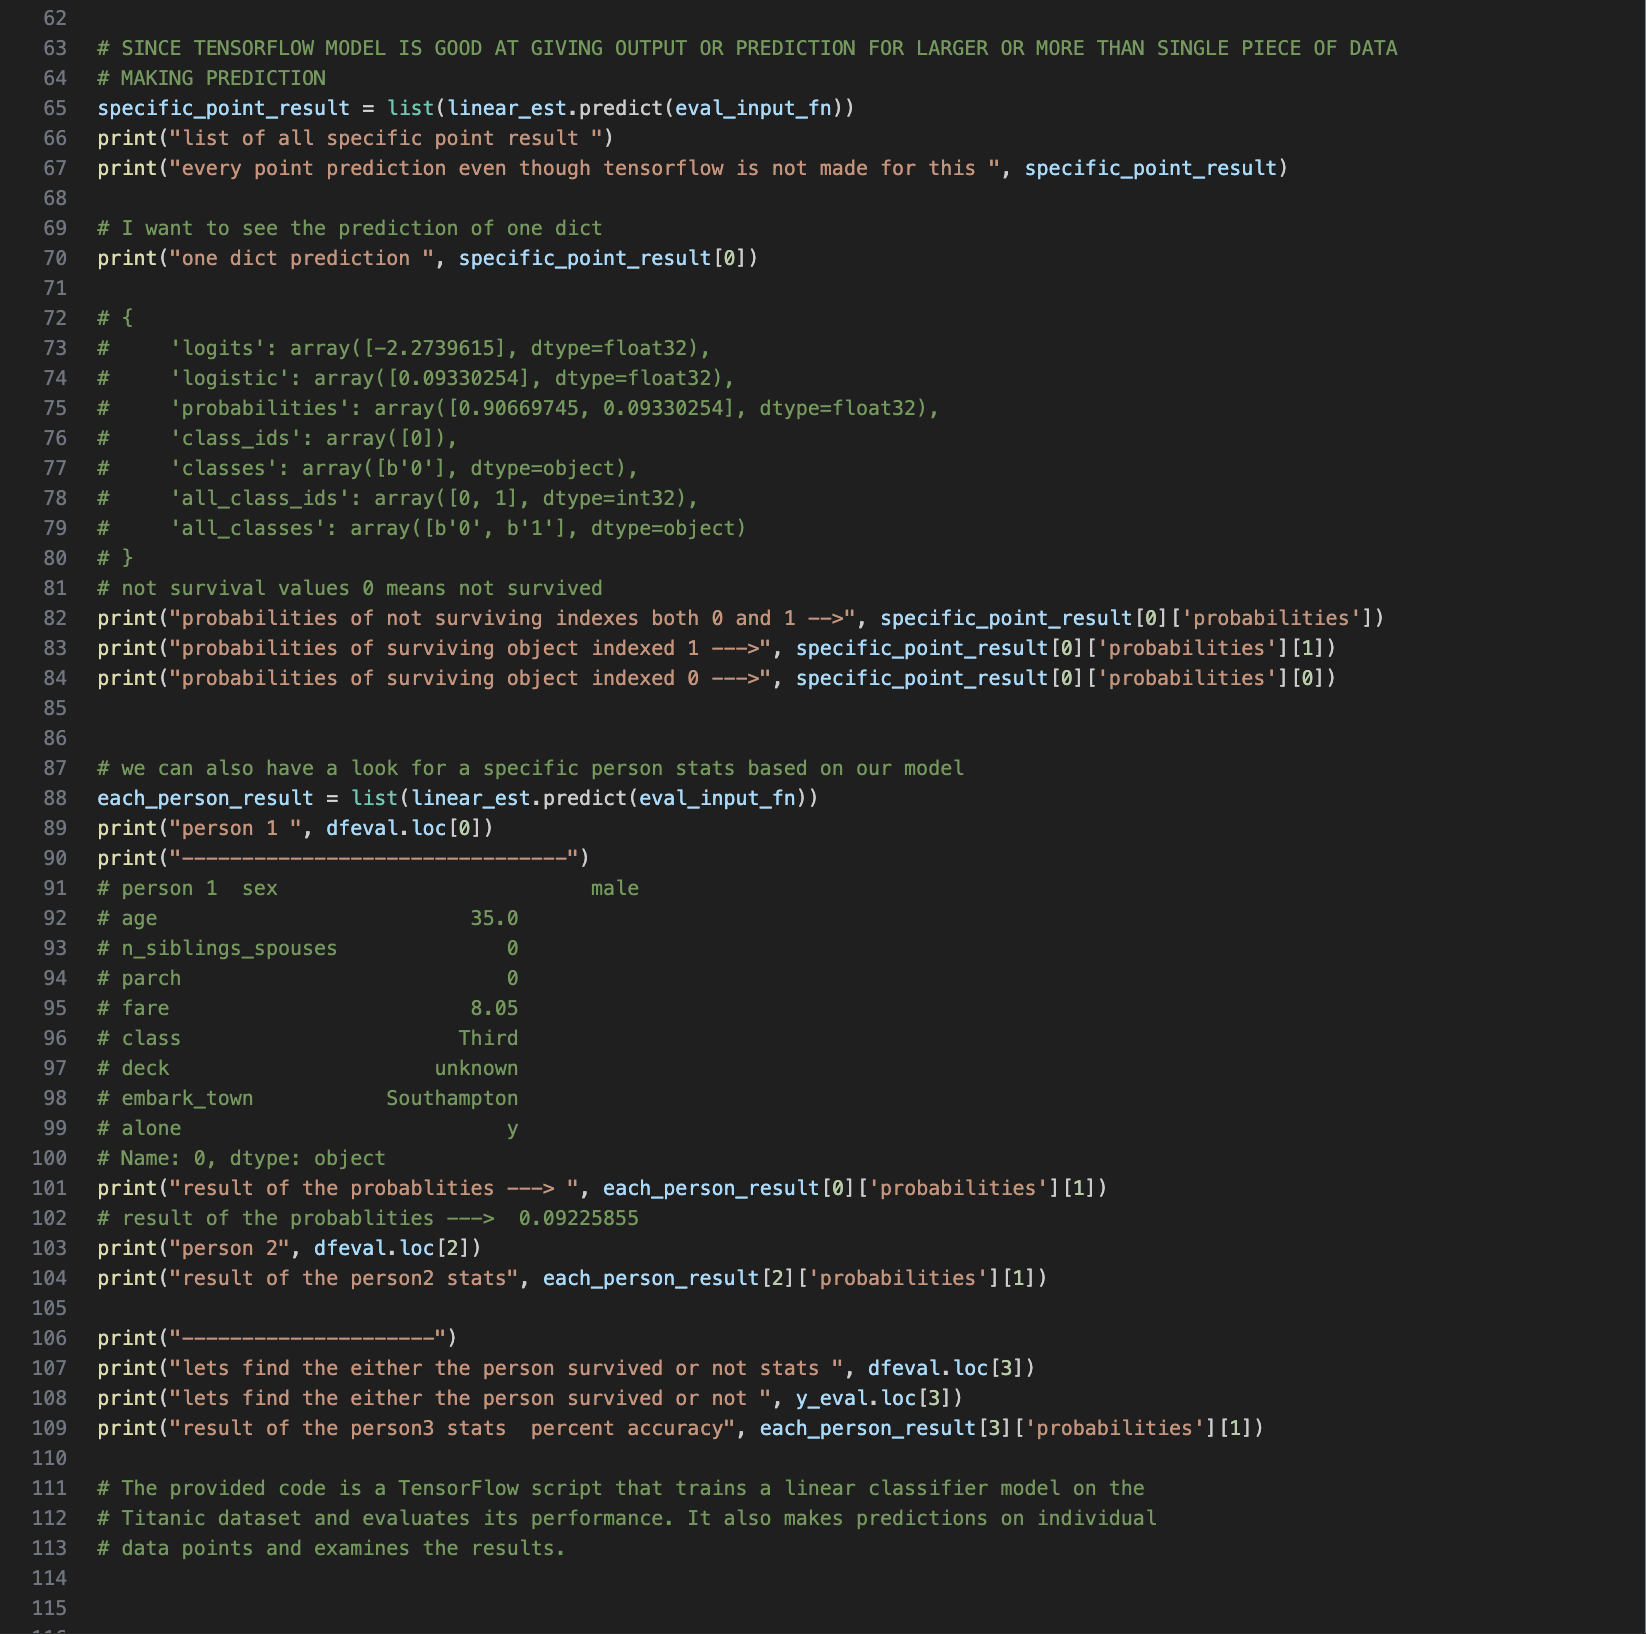 62
63 # SINCE TENSORFLOW MODEL IS GOOD AT GIVING OUTPUT OR PREDICTION FOR LARGER OR MORE THAN SINGLE PIECE OF DATA
64 # MAKING PREDICTION
65 specific_point_result = list(linear_est.predict(eval_input_fn))
66 print("list of all specific point result ")
67 print("every point prediction even though tensorflow is not made for this ", specific_point_result)
68
69 # I want to see the prediction of one dict
70 print("one dict prediction ", specific_point_result[0])
71
72 # {
73 #     'logits': array([-2.2739615], dtype=float32),
74 #     'logistic': array([0.09330254], dtype=float32),
75 #     'probabilities': array([0.90669745, 0.09330254], dtype=float32),
76 #     'class_ids': array([0]),
77 #     'classes': array([b'0'], dtype=object),
78 #     'all_class_ids': array([0, 1], dtype=int32),
79 #     'all_classes': array([b'0', b'1'], dtype=object)
80 # }
81 # not survival values 0 means not survived
82 print("probabilities of not surviving indexes both 0 and 1 -->", specific_point_result[0]['probabilities'])
83 print("probabilities of surviving object indexed 1 --->", specific_point_result[0]['probabilities'][1])
84 print("probabilities of surviving object indexed 0 --->", specific_point_result[0]['probabilities'][0])
85
86
87 # we can also have a look for a specific person stats based on our model
88 each_person_result = list(linear_est.predict(eval_input_fn))
89 print("person 1 ", dfeval.loc[0])
90 print("--------------------------------")
91 # person 1  sex                          male
92 # age                          35.0
93 # n_siblings_spouses              0
94 # parch                           0
95 # fare                         8.05
96 # class                       Third
97 # deck                      unknown
98 # embark_town           Southampton
99 # alone                           y
100 # Name: 0, dtype: object
101 print("result of the probablities ---> ", each_person_result[0]['probabilities'][1])
102 # result of the probablities --->  0.09225855
103 print("person 2", dfeval.loc[2])
104 print("result of the person2 stats", each_person_result[2]['probabilities'][1])
105
106 print("---------------------")
107 print("lets find the either the person survived or not stats ", dfeval.loc[3])
108 print("lets find the either the person survived or not ", y_eval.loc[3])
109 print("result of the person3 stats  percent accuracy", each_person_result[3]['probabilities'][1])
110
111 # The provided code is a TensorFlow script that trains a linear classifier model on the
112 # Titanic dataset and evaluates its performance. It also makes predictions on individual
113 # data points and examines the results.
114
115